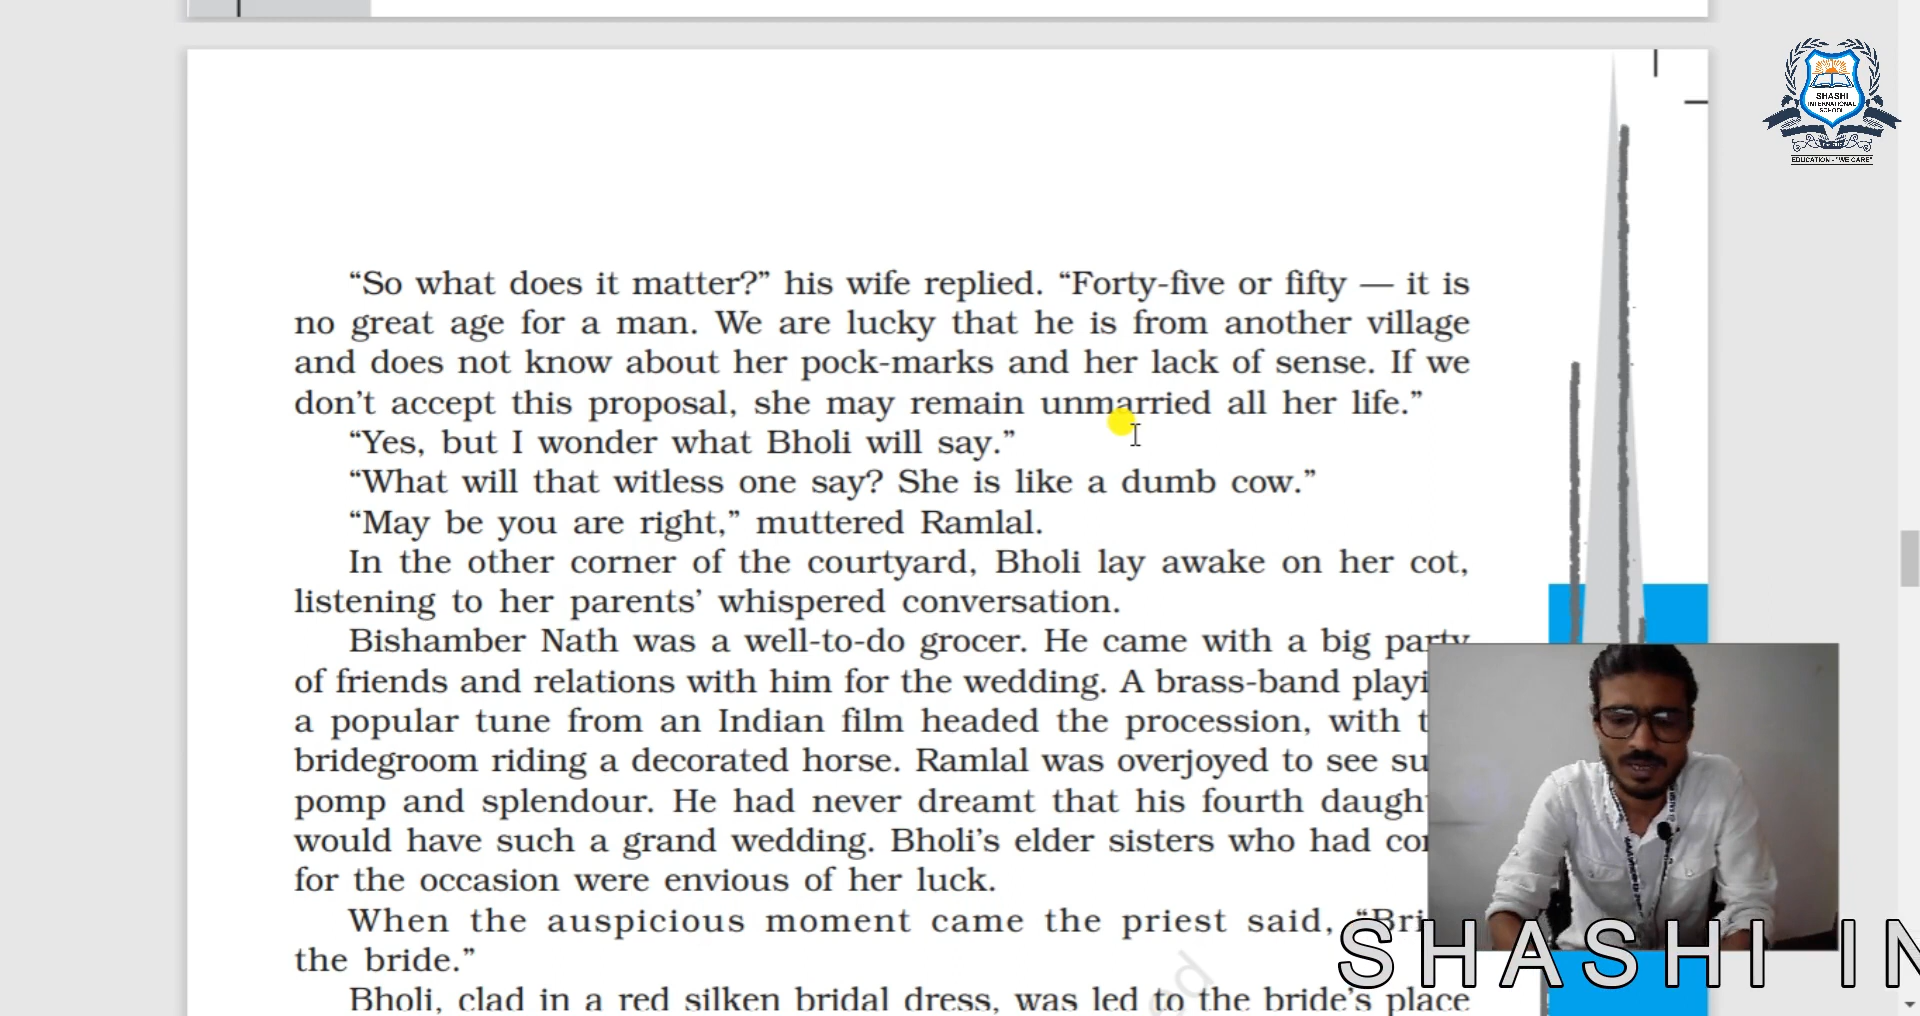 SHASHI
INTERNATIONAL
SCHOOL
EDUCATION - "WE CARE"
“So what does it matter?” his wife replied. “Forty-five or fifty — it is
no great age for a man. We are lucky that he is from another village
and does not know about her pock-marks and her lack of sense. If we
don’t accept this proposal, she may remain unmarried all her life.”
“Yes, but I wonder what Bholi will say.”
“What will that witless one say? She is like a dumb cow.”
“May be you are right,” muttered Ramlal.
In the other corner of the courtyard, Bholi lay awake on her cot,
listening to her parents’ whispered conversation.
Bishamber Nath was a well-to-do grocer. He came with a big party
of friends and relations with him for the wedding. A brass-band playi
a popular tune from an Indian film headed the procession, with t
bridegroom riding a decorated horse. Ramlal was overjoyed to see su
pomp and splendour. He had never dreamt that his fourth daugh
would have such a grand wedding. Bholi’s elder sisters who had co
for the occasion were envious of her luck.
When the auspicious moment came the priest said, “Bri
the bride.”
Bholi, clad in a red silken bridal dress, was led to the bride’s place
SHASHI IN